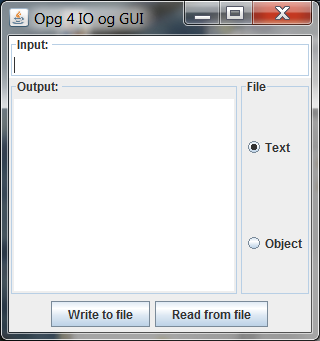 Opg 4 IO og GUI
Input:
Output:
File
Text
Object
Write to file
Read from file